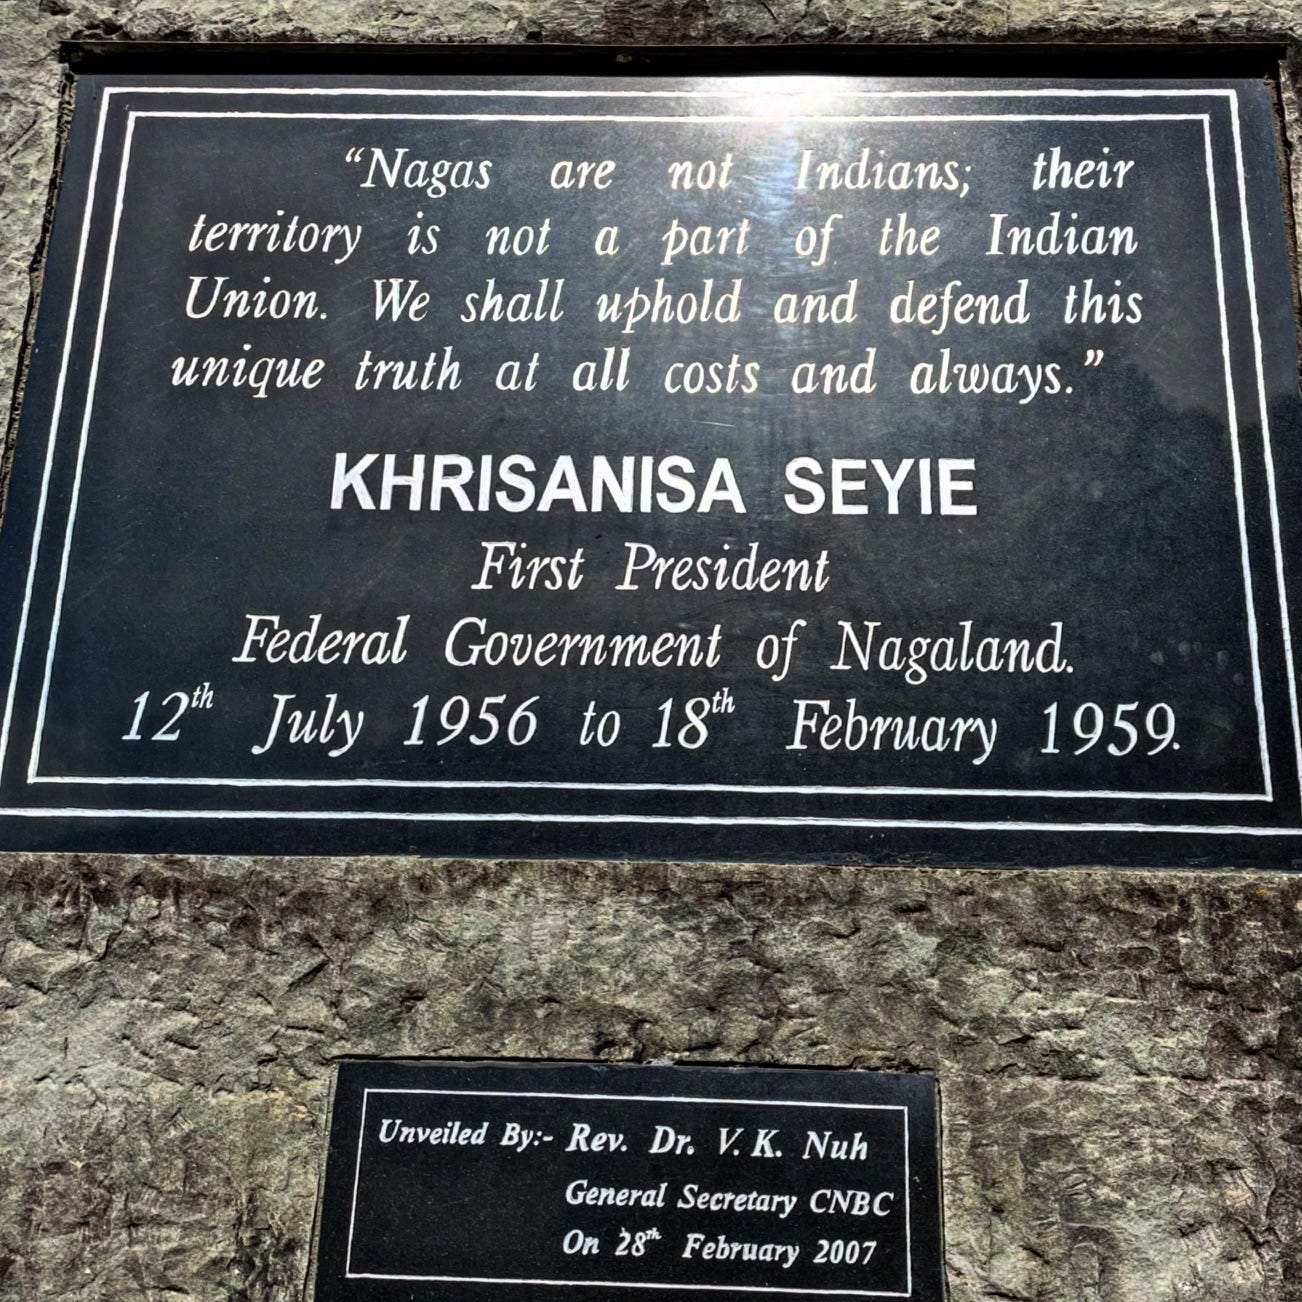 “Nagas are not Indians; their
territory is not a part of the Indian
Union. We shall uphold and defend this
unique truth at all costs and always.”
KHRISANISA SEYIE
First President
Federal Government of Nagaland.
12th July 1956 to 18th February 1959.
Unveiled By:- Rev. Dr. V. K. Nuh
General Secretary CNBC
On 28th February 2007